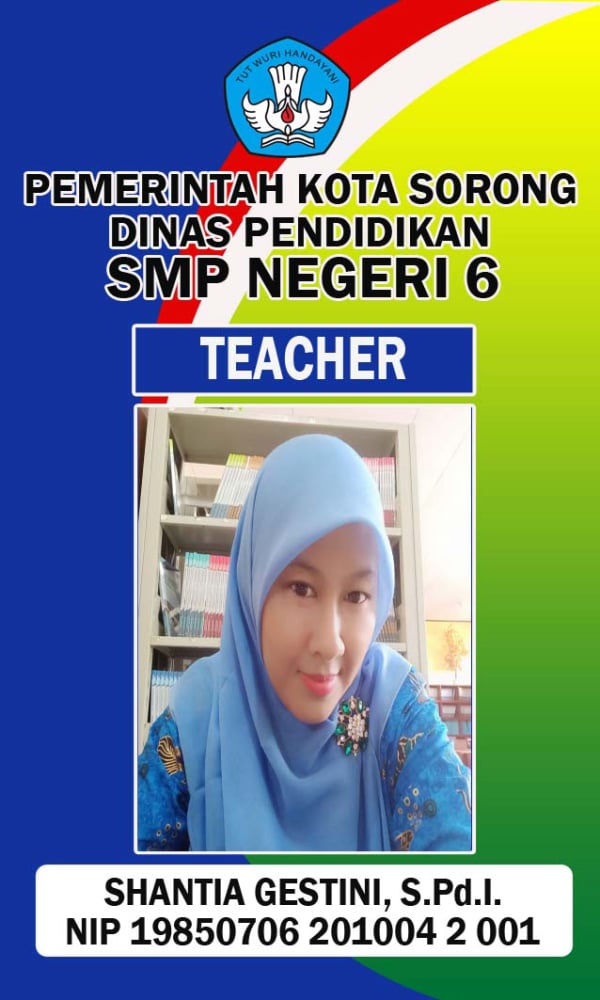 TUT WURI HANDAYANI
PEMERINTAH KOTA SORONG
DINAS PENDIDIKAN
SMP NEGERI 6
TEACHER
SHANTIA GESTINI, S.Pd.I.
NIP 19850706 201004 2 001